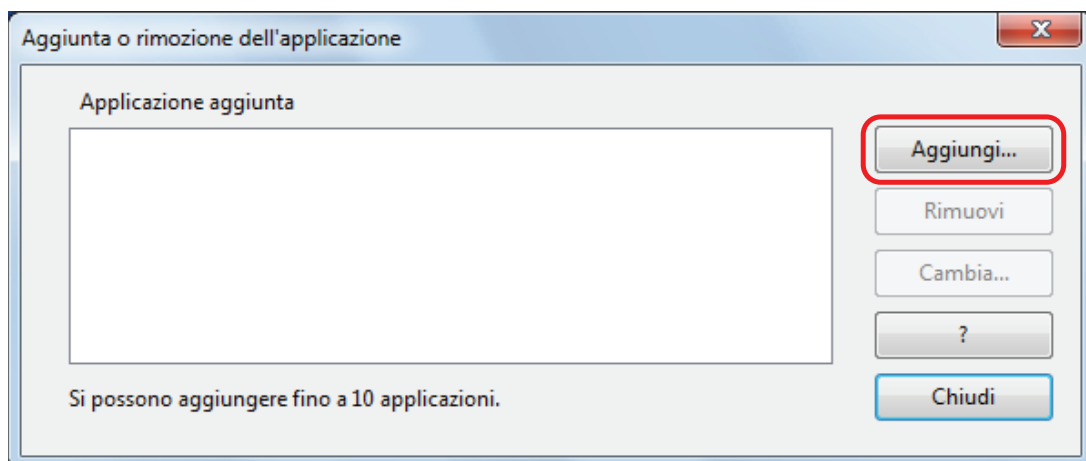 Aggiunta o rimozione dell'applicazione
Applicazione aggiunta
Aggiungi...
Rimuovi
Cambia...
?
Chiudi
Si possono aggiungere fino a 10 applicazioni.